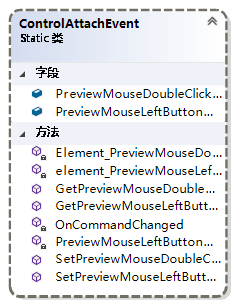 ControlAttachEvent
Static 类
字段
PreviewMouseDoubleClick...
PreviewMouseLeftButton...
方法
Element_PreviewMouseDo...
element_PreviewMouseLef...
GetPreviewMouseDouble...
GetPreviewMouseLeftButt...
OnCommandChanged
PreviewMouseLeftButton...
SetPreviewMouseDoubleC...
SetPreviewMouseLeftButt...